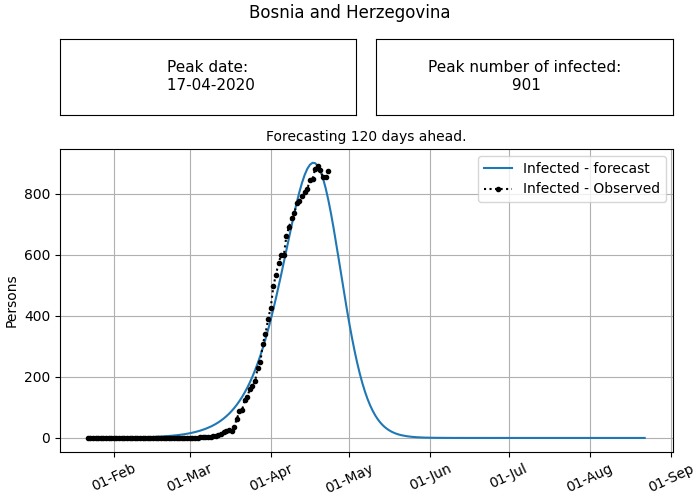 Bosnia and Herzegovina
Peak date:
17-04-2020
Peak number of infected:
901
Forecasting 120 days ahead.
Infected - forecast
Infected - Observed
Persons
800
600
400
200
0
01-Feb
01-Mar
01-Apr
01-May
01-Jun
01-Jul
01-Aug
01-Sep